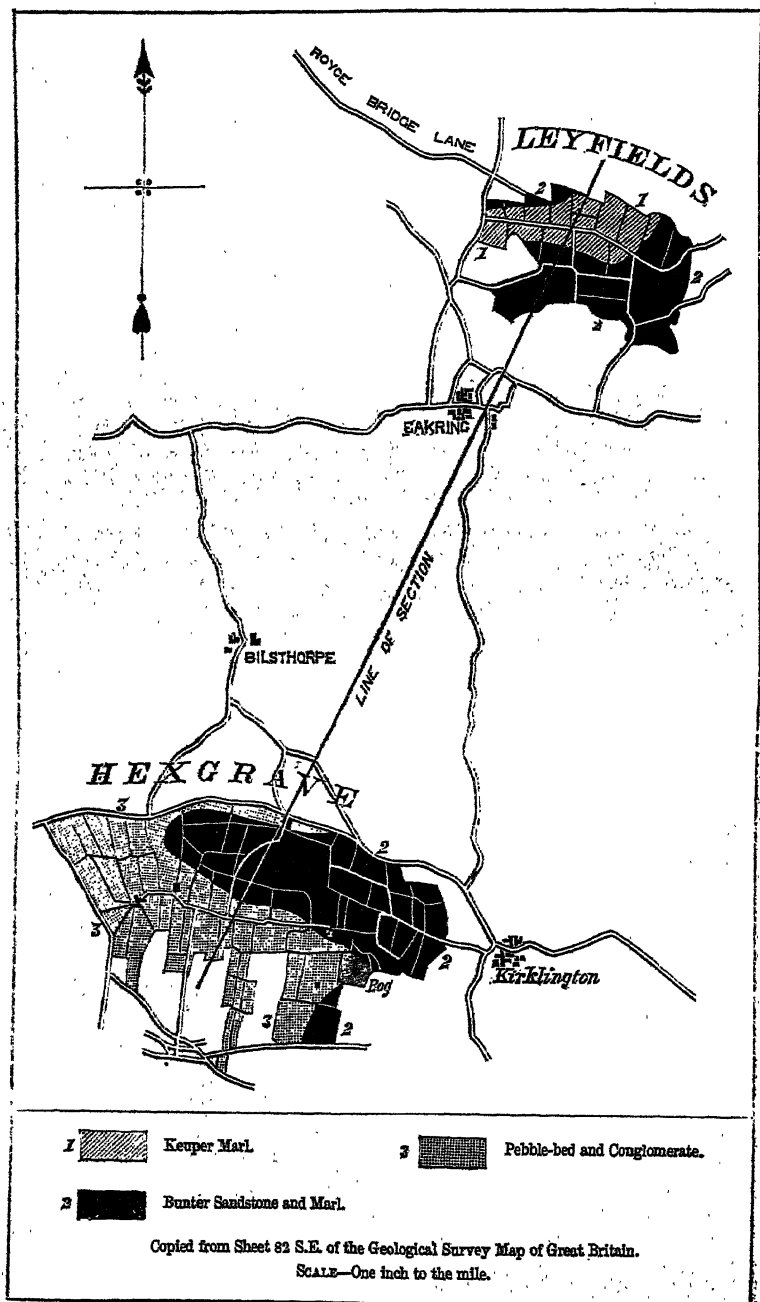 ROYCE BRIDGE LANE
LEYFIELDS
2
1
1
2
2
EAKRING
LINE OF SECTION
BILSTHORPE
HEXGRAVE
3
2
3
2
Bog
Kirklington
3
2
1 Keuper Marl.
3 Pebble-bed and Conglomerate.
2 Bunter Sandstone and Marl.
Copied from Sheet 82 S.E. of the Geological Survey Map of Great Britain.
SCALE—One inch to the mile.